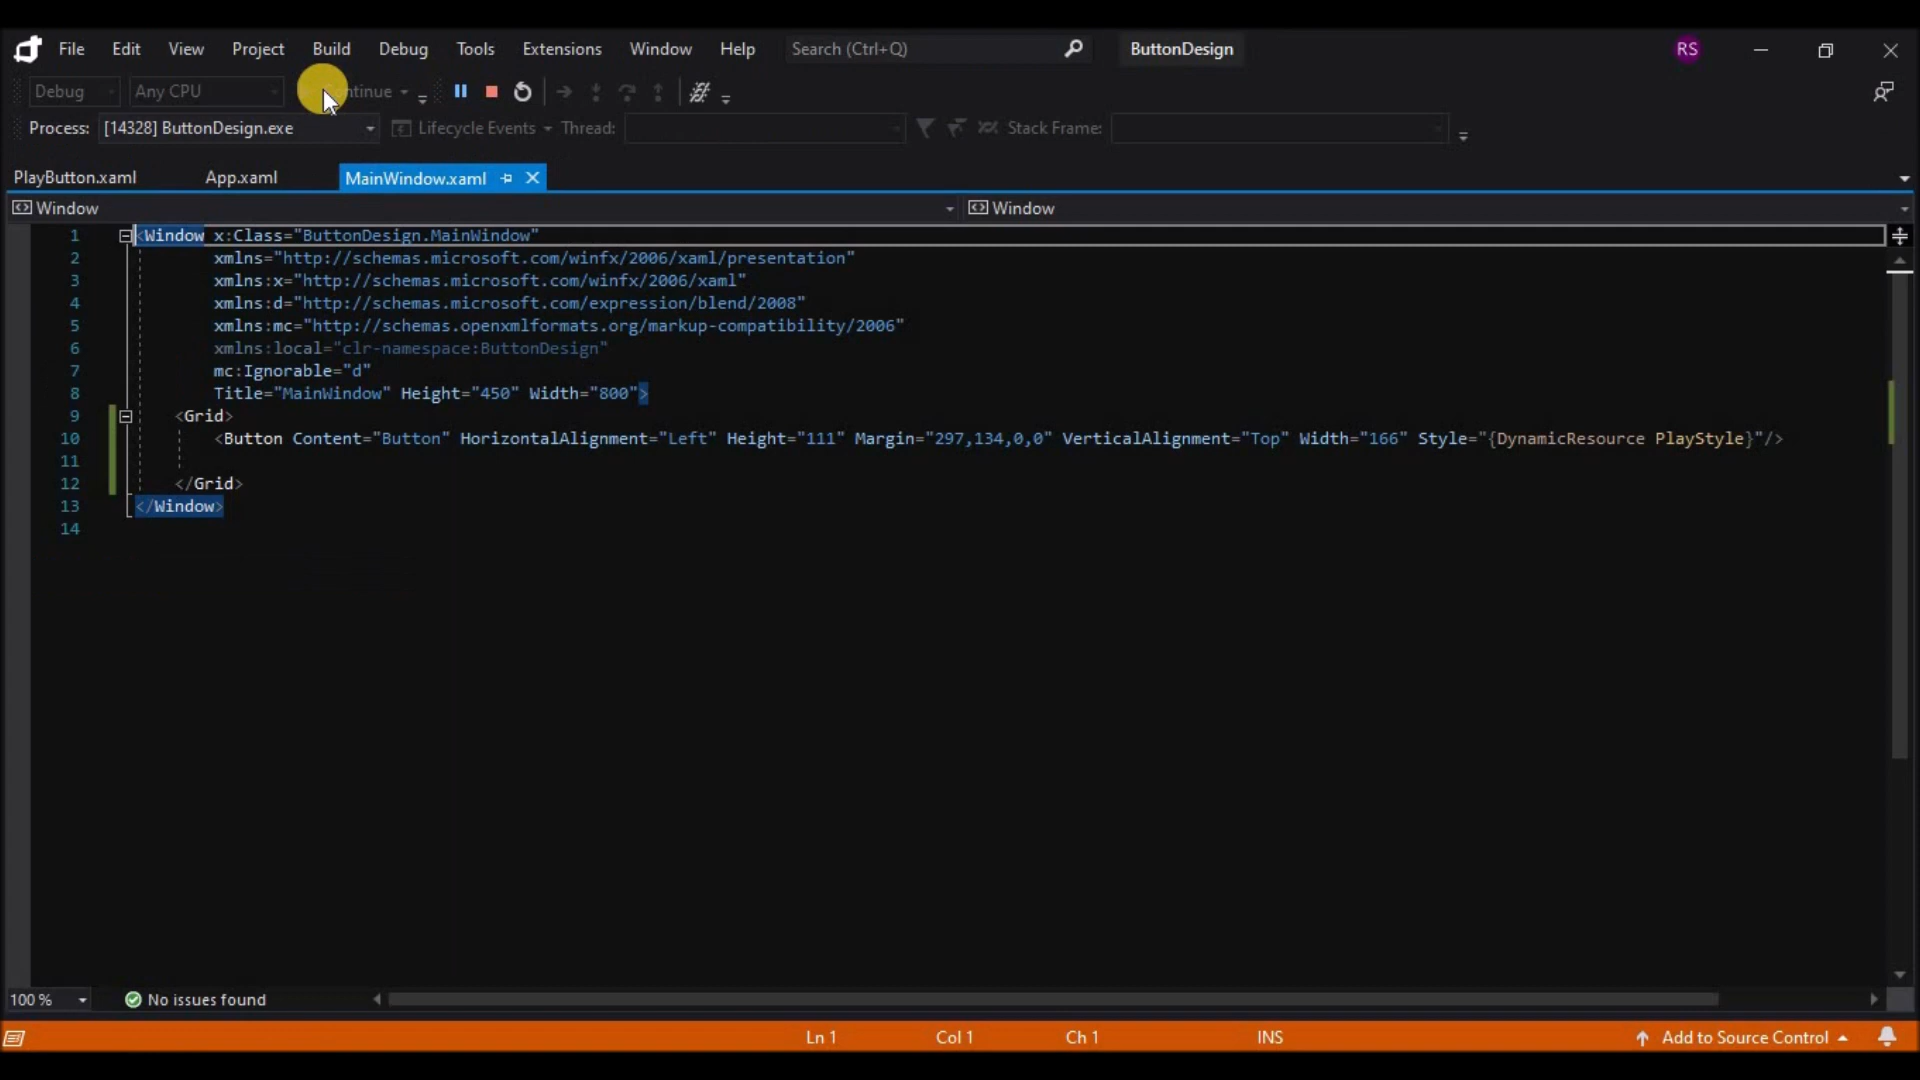 File Edit View Project Build Debug Tools Extensions Window Help Search (Ctrl+Q) ButtonDesign RS
Debug Any CPU
Process: [14328] ButtonDesign.exe Lifecycle Events Thread: Stack Frame:
PlayButton.xaml App.xaml MainWindow.xaml
Window Window
1 <Window x:Class="ButtonDesign.MainWindow"
2 xmlns="http://schemas.microsoft.com/winfx/2006/xaml/presentation"
3 xmlns:x="http://schemas.microsoft.com/winfx/2006/xaml"
4 xmlns:d="http://schemas.microsoft.com/expression/blend/2008"
5 xmlns:mc="http://schemas.openxmlformats.org/markup-compatibility/2006"
6 xmlns:local="clr-namespace:ButtonDesign"
7 mc:Ignorable="d"
8 Title="MainWindow" Height="450" Width="800">
9 <Grid>
10 <Button Content="Button" HorizontalAlignment="Left" Height="111" Margin="297,134,0,0" VerticalAlignment="Top" Width="166" Style="{DynamicResource PlayStyle}"/>
11
12 </Grid>
13 </Window>
14
100 % No issues found
Ln 1 Col 1 Ch 1 INS Add to Source Control